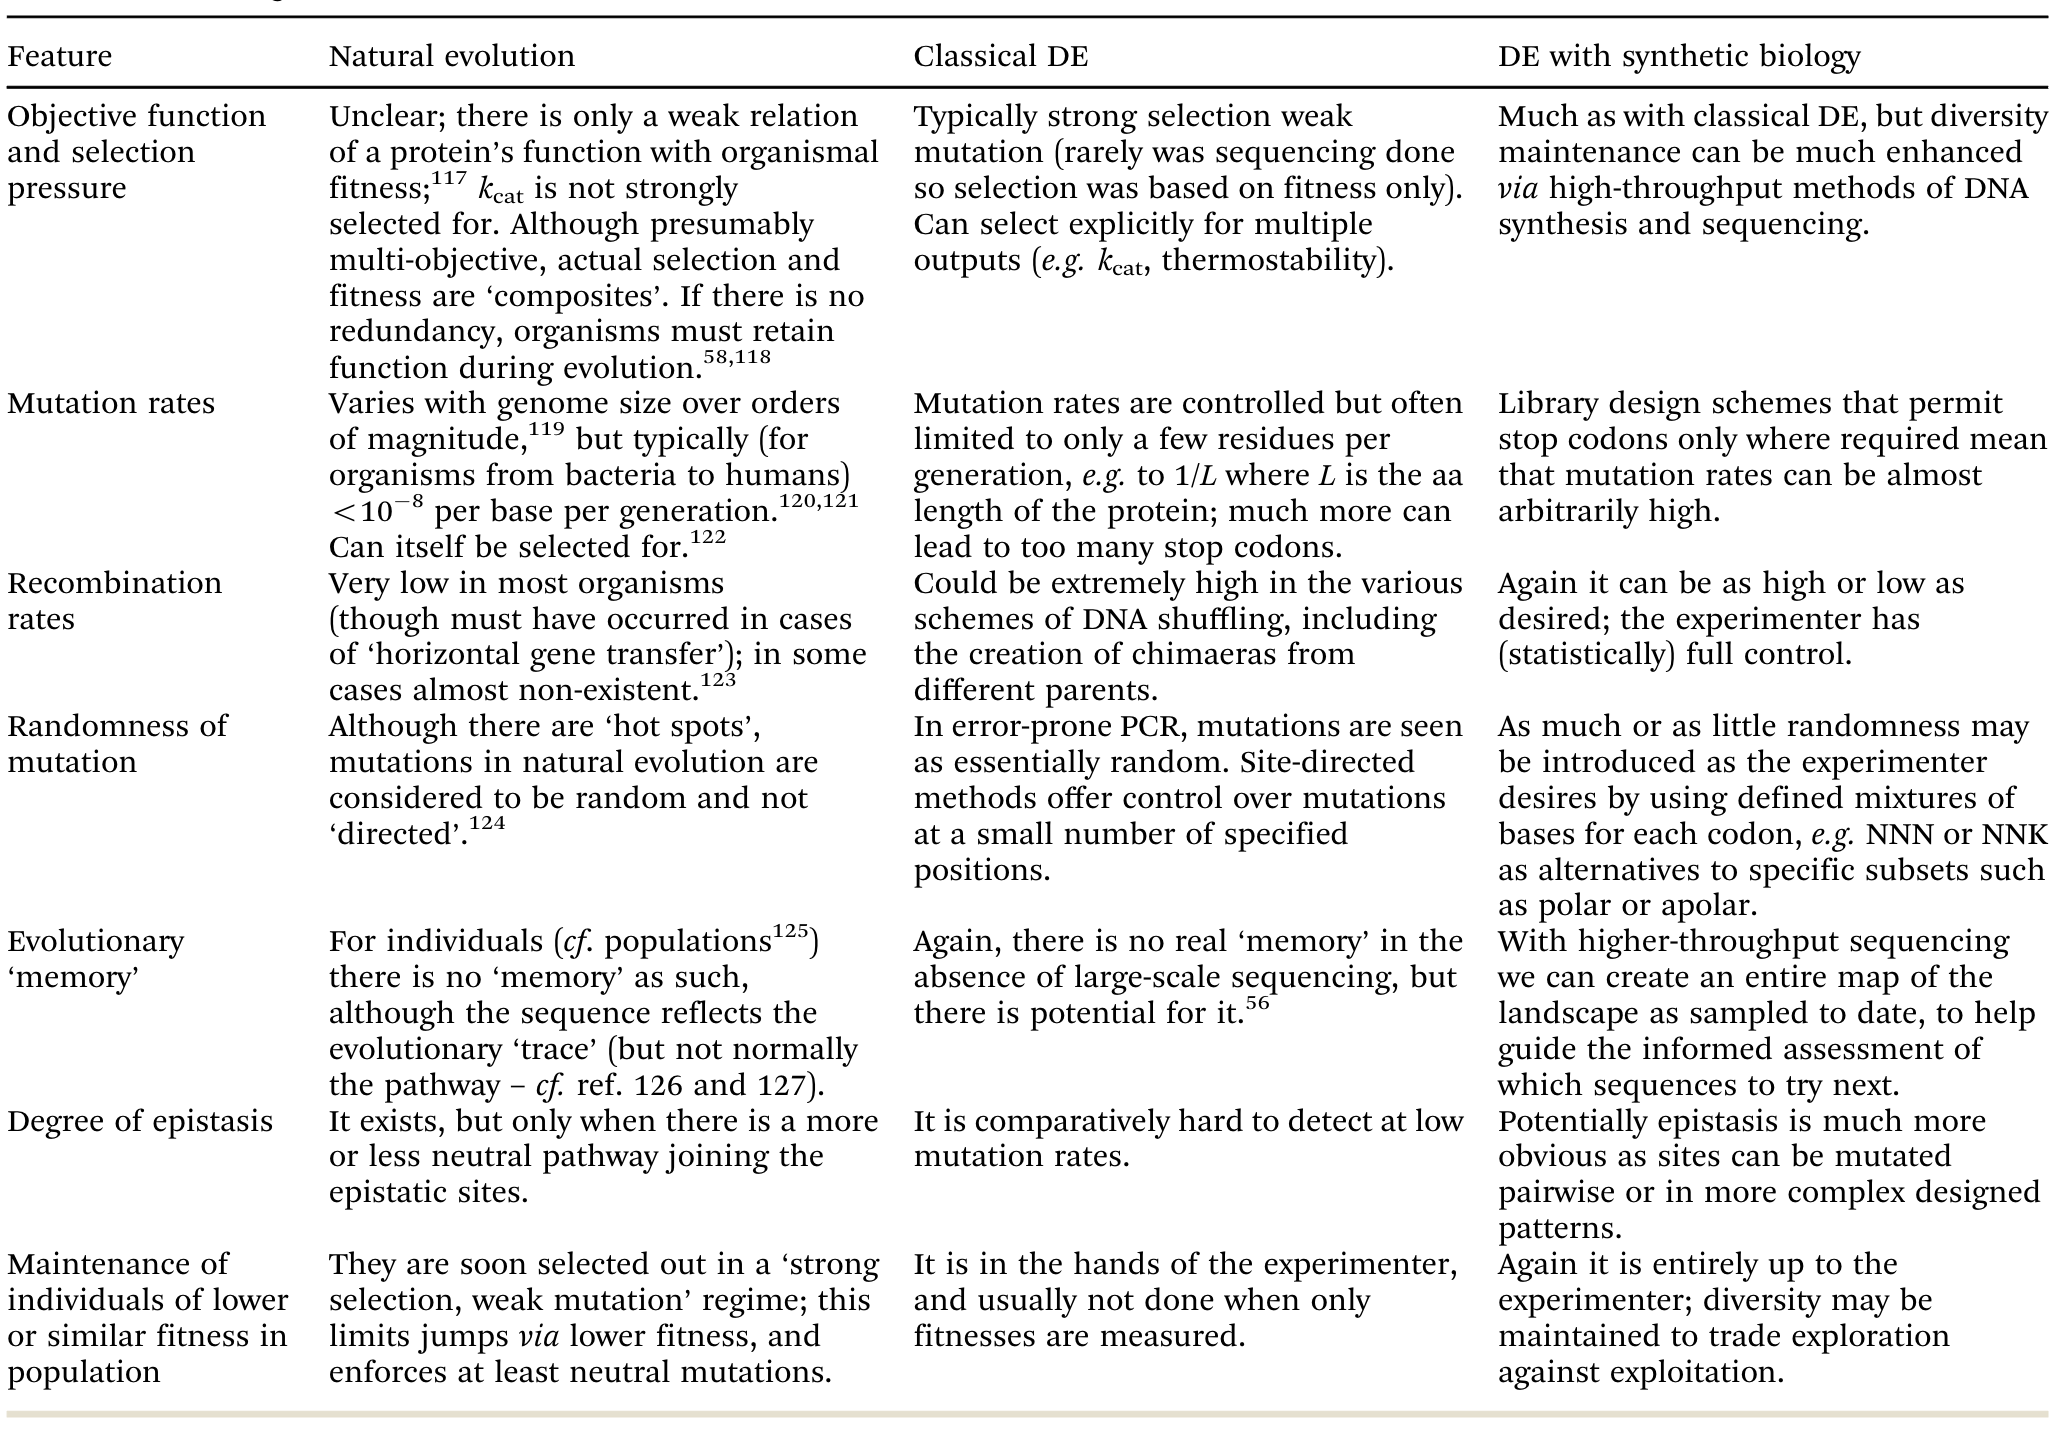 Feature
Natural evolution
Classical DE
DE with synthetic biology
Objective function
and selection
pressure
Unclear; there is only a weak relation
of a protein's function with organismal
fitness;117 kcat is not strongly
selected for. Although presumably
multi-objective, actual selection and
fitness are 'composites'. If there is no
redundancy, organisms must retain
function during evolution.58,118
Typically strong selection weak
mutation (rarely was sequencing done
so selection was based on fitness only).
Can select explicitly for multiple
outputs (e.g. kcat, thermostability).
Much as with classical DE, but diversity
maintenance can be much enhanced
via high-throughput methods of DNA
synthesis and sequencing.
Mutation rates
Varies with genome size over orders
of magnitude,119 but typically (for
organisms from bacteria to humans)
<10−8 per base per generation.120,121
Can itself be selected for.122
Mutation rates are controlled but often
limited to only a few residues per
generation, e.g. to 1/L where L is the aa
length of the protein; much more can
lead to too many stop codons.
Library design schemes that permit
stop codons only where required mean
that mutation rates can be almost
arbitrarily high.
Recombination
rates
Very low in most organisms
(though must have occurred in cases
of 'horizontal gene transfer'); in some
cases almost non-existent.123
Could be extremely high in the various
schemes of DNA shuffling, including
the creation of chimaeras from
different parents.
Again it can be as high or low as
desired; the experimenter has
(statistically) full control.
Randomness of
mutation
Although there are 'hot spots',
mutations in natural evolution are
considered to be random and not
'directed'.124
In error-prone PCR, mutations are seen
as essentially random. Site-directed
methods offer control over mutations
at a small number of specified
positions.
As much or as little randomness may
be introduced as the experimenter
desires by using defined mixtures of
bases for each codon, e.g. NNN or NNK
as alternatives to specific subsets such
as polar or apolar.
Evolutionary
'memory'
For individuals (cf. populations125)
there is no 'memory' as such,
although the sequence reflects the
evolutionary 'trace' (but not normally
the pathway – cf. ref. 126 and 127).
Again, there is no real 'memory' in the
absence of large-scale sequencing, but
there is potential for it.56
With higher-throughput sequencing
we can create an entire map of the
landscape as sampled to date, to help
guide the informed assessment of
which sequences to try next.
Degree of epistasis
It exists, but only when there is a more
or less neutral pathway joining the
epistatic sites.
It is comparatively hard to detect at low
mutation rates.
Potentially epistasis is much more
obvious as sites can be mutated
pairwise or in more complex designed
patterns.
Maintenance of
individuals of lower
or similar fitness in
population
They are soon selected out in a 'strong
selection, weak mutation' regime; this
limits jumps via lower fitness, and
enforces at least neutral mutations.
It is in the hands of the experimenter,
and usually not done when only
fitnesses are measured.
Again it is entirely up to the
experimenter; diversity may be
maintained to trade exploration
against exploitation.